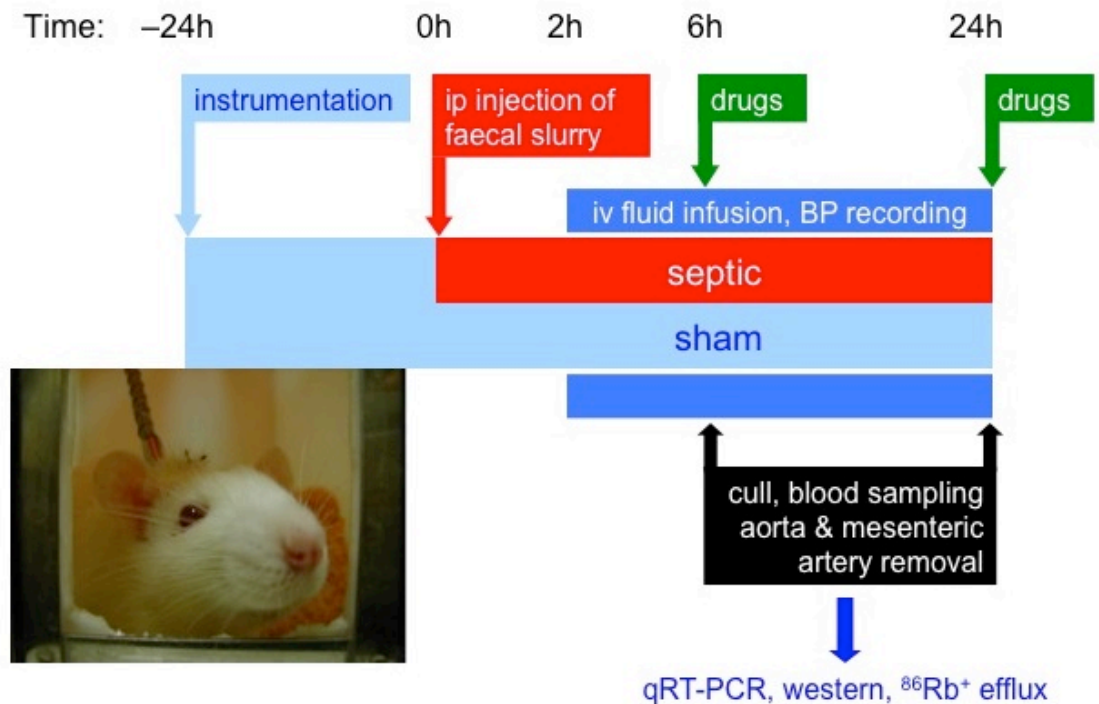 Time: –24h 0h 2h 6h 24h
instrumentation
ip injection of
faecal slurry
drugs
drugs
iv fluid infusion, BP recording
septic
sham
cull, blood sampling
aorta & mesenteric
artery removal
qRT-PCR, western, ⁸⁶Rb⁺ efflux